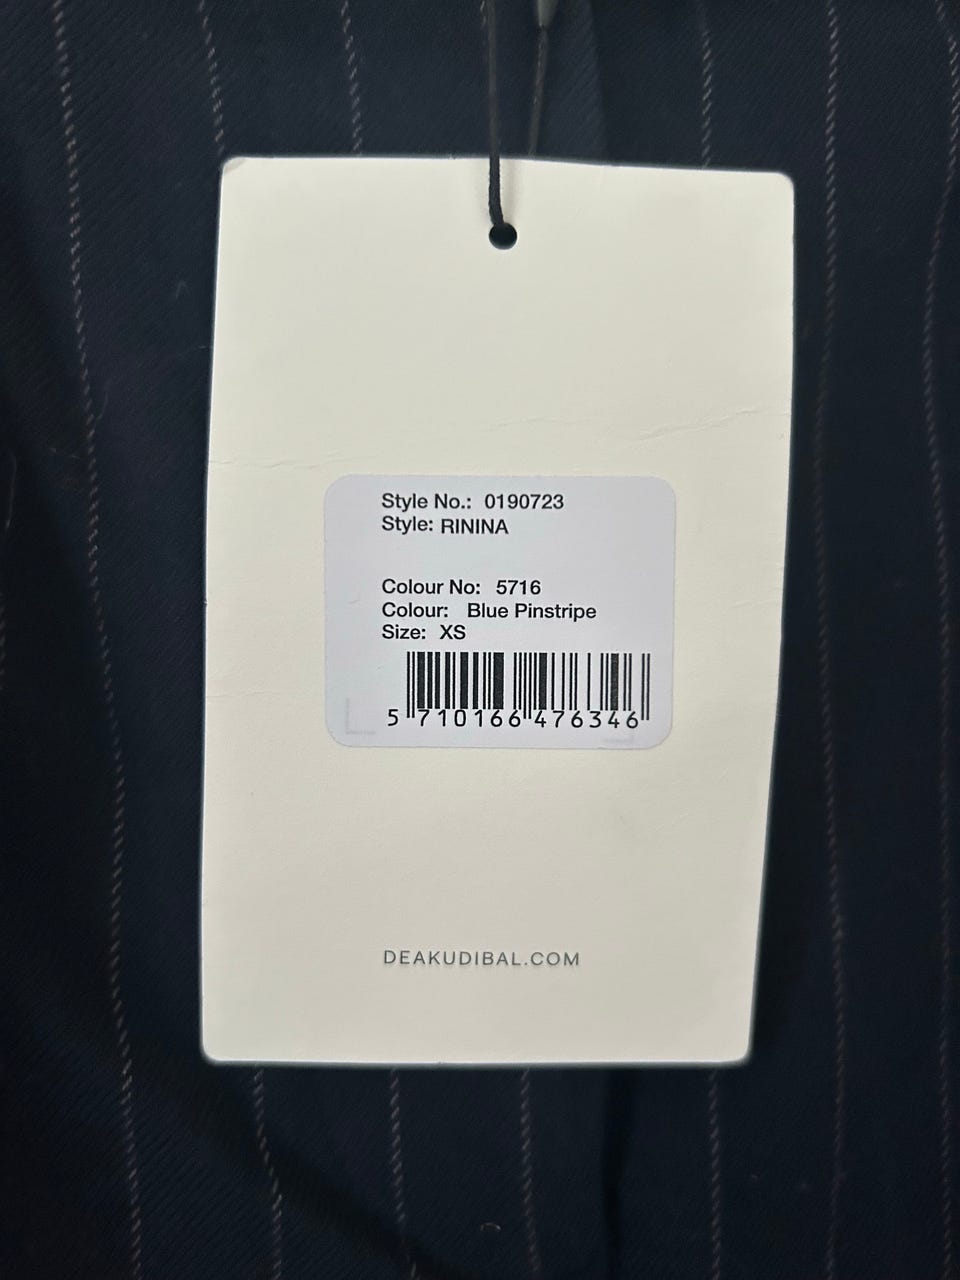 Style No.: 0190723
Style: RININA
Colour No: 5716
Colour: Blue Pinstripe
Size: XS
5 710166 476346
DEAKUDIBAL.COM